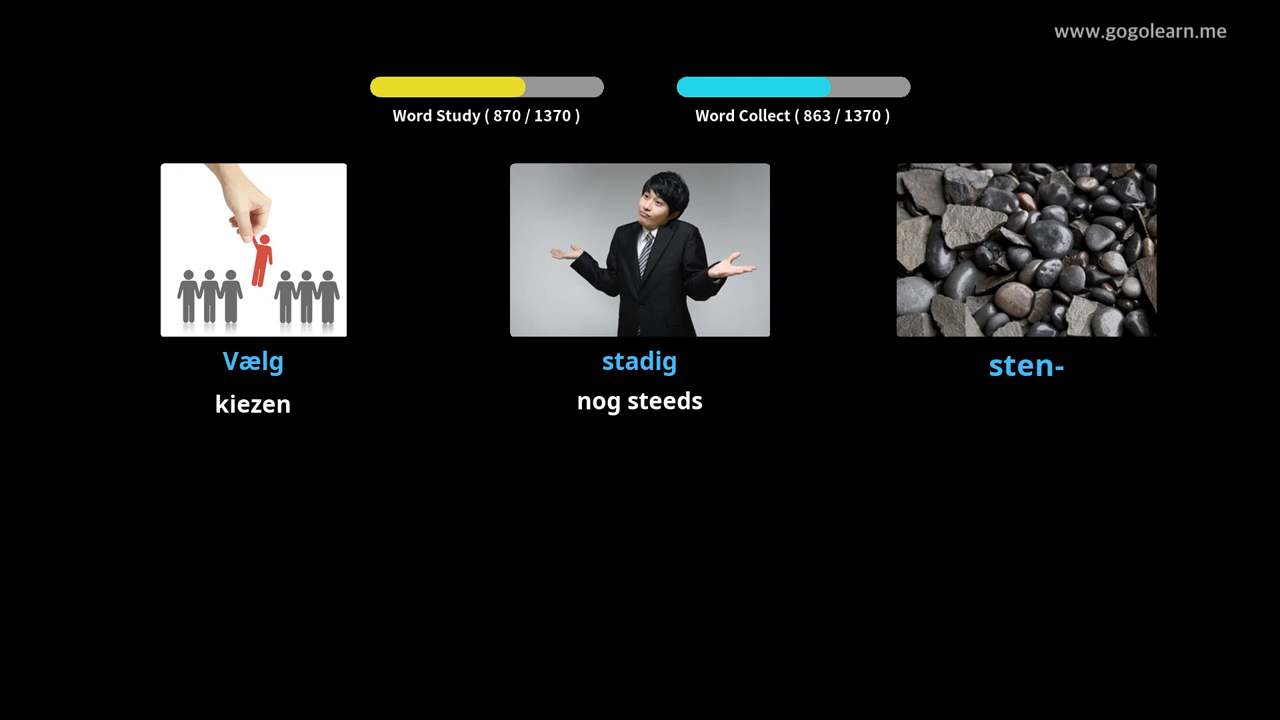 www.gogolearn.me
Word Study ( 870 / 1370 )
Word Collect ( 863 / 1370 )
Vælg
kiezen
stadig
nog steeds
sten-